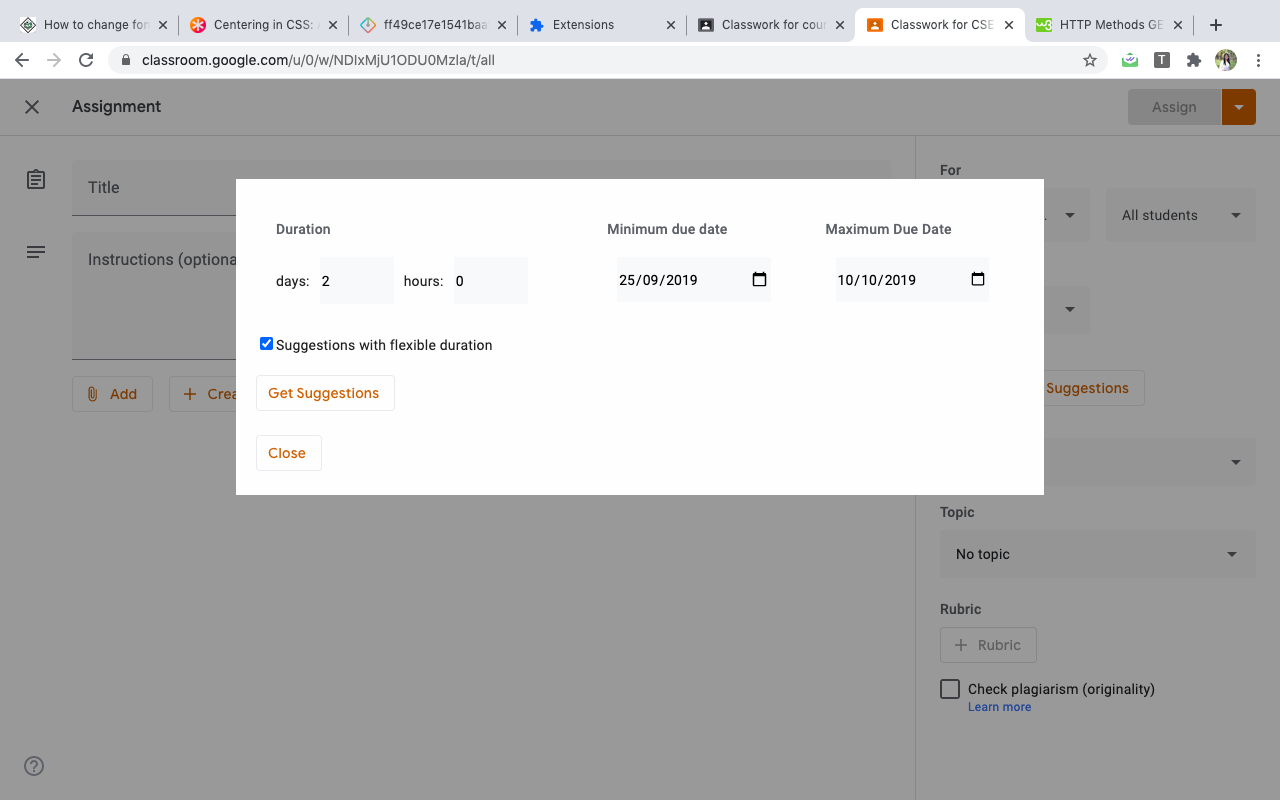 How to change fon
Centering in CSS: A
ff49ce17e1541baa
Extensions
Classwork for cou
Classwork for CSE
HTTP Methods GE
classroom.google.com/u/0/w/NDIxMjU1ODU0Mzla/t/all
T
Assignment
Assign
Title
For
All students
Instructions (optiona
Duration
Minimum due date
Maximum Due Date
days: 2 hours: 0
25/09/2019
10/10/2019
Suggestions with flexible duration
Get Suggestions
Close
Add
Crea
Suggestions
Topic
No topic
Rubric
Rubric
Check plagiarism (originality)
Learn more